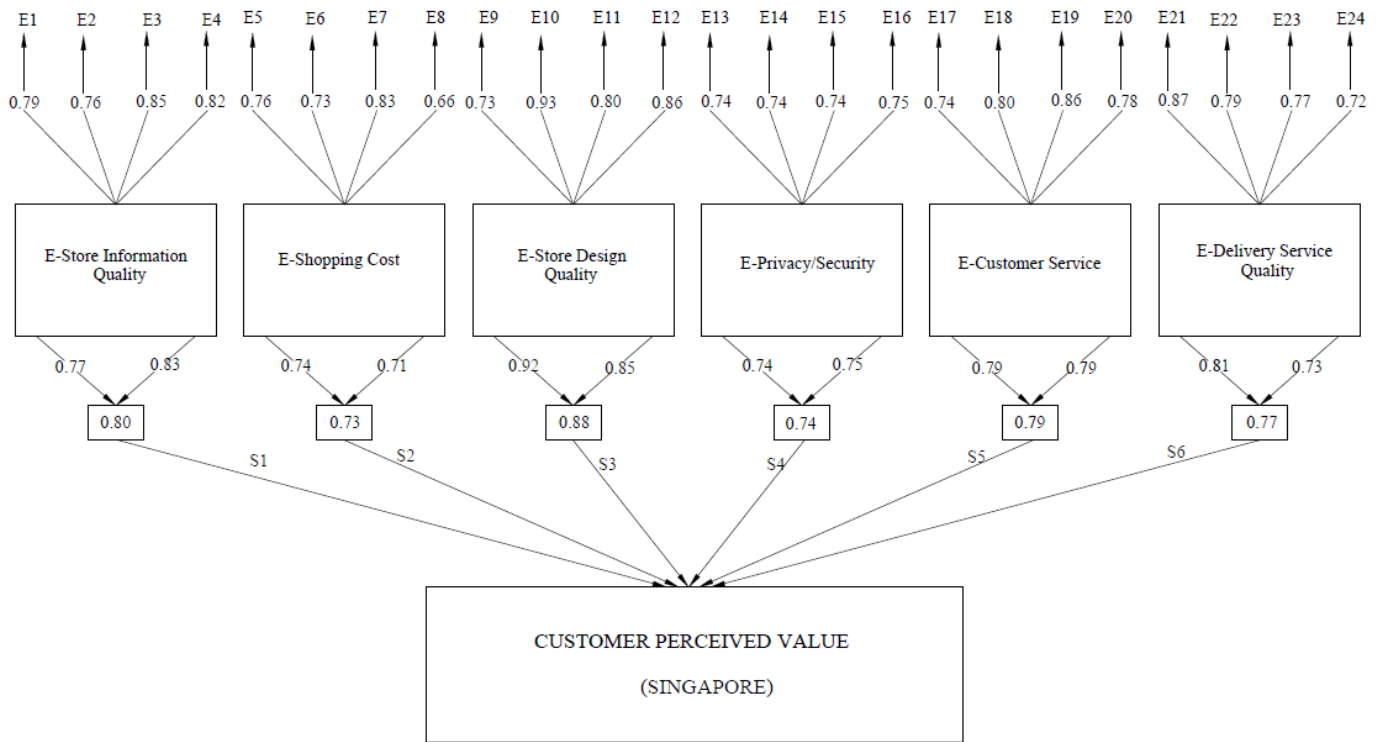 E1 E2 E3 E4 E5 E6 E7 E8 E9 E10 E11 E12 E13 E14 E15 E16 E17 E18 E19 E20 E21 E22 E23 E24
0.79 0.76 0.85 0.82 0.76 0.73 0.83 0.66 0.73 0.93 0.80 0.86 0.74 0.74 0.74 0.75 0.74 0.80 0.86 0.78 0.87 0.79 0.77 0.72
E-Store Information
Quality
E-Shopping Cost
E-Store Design
Quality
E-Privacy/Security
E-Customer Service
E-Delivery Service
Quality
0.77 0.83 0.74 0.71 0.92 0.85 0.74 0.75 0.79 0.79 0.81 0.73
0.80 0.73 0.88 0.74 0.79 0.77
S1 S2 S3 S4 S5 S6
CUSTOMER PERCEIVED VALUE
(SINGAPORE)